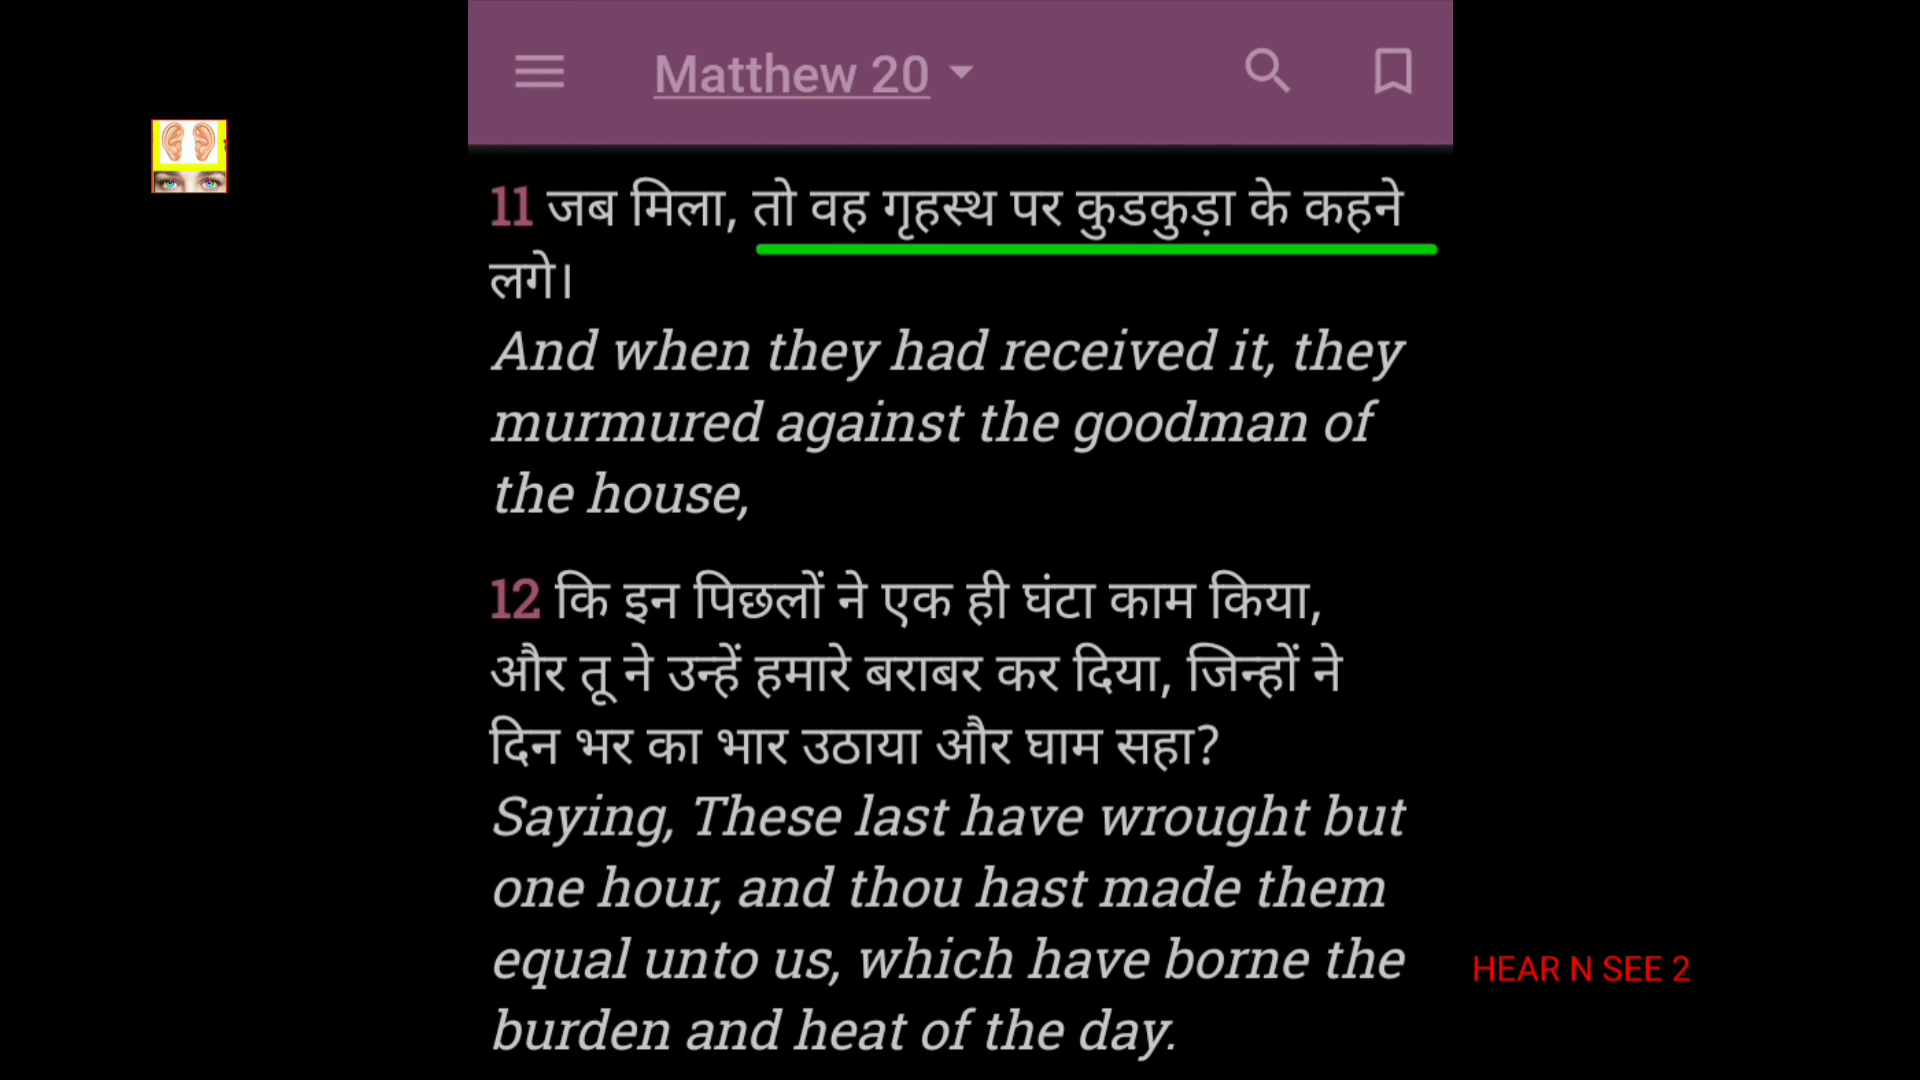 Matthew 20
11 जब मिला, तो वह गृहस्थ पर कुडकुड़ा के कहने
लगे।
And when they had received it, they
murmured against the goodman of
the house,
12 कि इन पिछलों ने एक ही घंटा काम किया,
और तू ने उन्हें हमारे बराबर कर दिया, जिन्हों ने
दिन भर का भार उठाया और घाम सहा?
Saying, These last have wrought but
one hour, and thou hast made them
equal unto us, which have borne the
burden and heat of the day.
HEAR N SEE 2